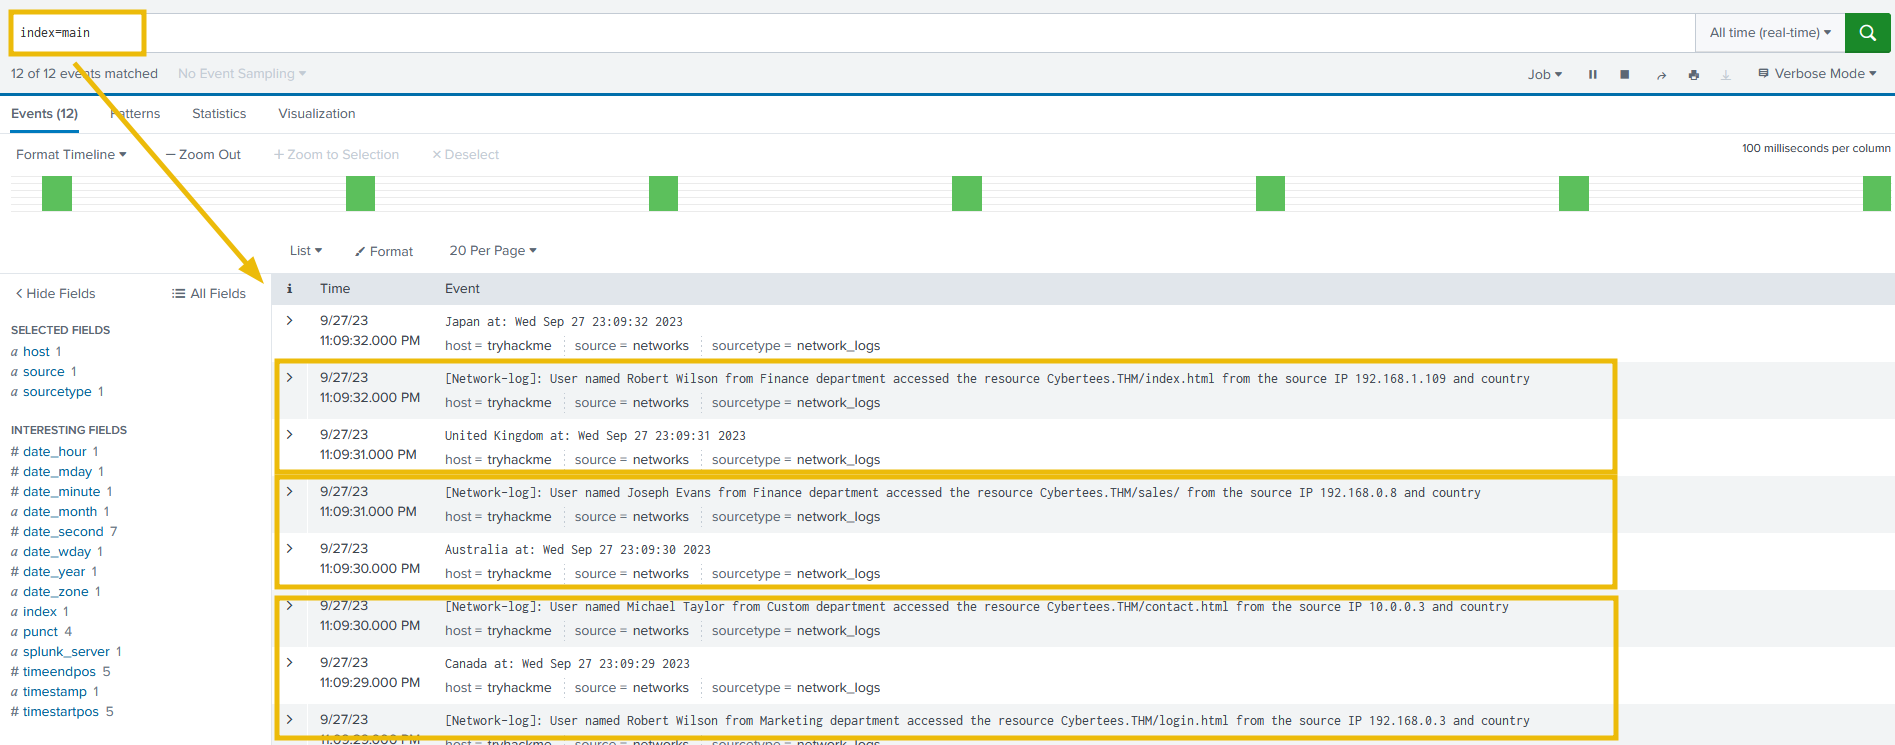 index=main
All time (real-time)
12 of 12 events matched
No Event Sampling
Job
Verbose Mode
Events (12)
Patterns
Statistics
Visualization
Format Timeline
— Zoom Out
+ Zoom to Selection
× Deselect
100 milliseconds per column
List
Format
20 Per Page
< Hide Fields
All Fields
SELECTED FIELDS
a host 1
a source 1
a sourcetype 1
INTERESTING FIELDS
# date_hour 1
# date_mday 1
# date_minute 1
a date_month 1
# date_second 7
a date_wday 1
# date_year 1
a date_zone 1
a index 1
a punct 4
a splunk_server 1
# timeendpos 5
a timestamp 1
# timestartpos 5
i Time Event
> 9/27/23 Japan at: Wed Sep 27 23:09:32 2023
11:09:32.000 PM host = tryhackme source = networks sourcetype = network_logs
> 9/27/23 [Network-log]: User named Robert Wilson from Finance department accessed the resource Cybertees.THM/index.html from the source IP 192.168.1.109 and country
11:09:32.000 PM host = tryhackme source = networks sourcetype = network_logs
> 9/27/23 United Kingdom at: Wed Sep 27 23:09:31 2023
11:09:31.000 PM host = tryhackme source = networks sourcetype = network_logs
> 9/27/23 [Network-log]: User named Joseph Evans from Finance department accessed the resource Cybertees.THM/sales/ from the source IP 192.168.0.8 and country
11:09:31.000 PM host = tryhackme source = networks sourcetype = network_logs
> 9/27/23 Australia at: Wed Sep 27 23:09:30 2023
11:09:30.000 PM host = tryhackme source = networks sourcetype = network_logs
> 9/27/23 [Network-log]: User named Michael Taylor from Custom department accessed the resource Cybertees.THM/contact.html from the source IP 10.0.0.3 and country
11:09:30.000 PM host = tryhackme source = networks sourcetype = network_logs
> 9/27/23 Canada at: Wed Sep 27 23:09:29 2023
11:09:29.000 PM host = tryhackme source = networks sourcetype = network_logs
> 9/27/23 [Network-log]: User named Robert Wilson from Marketing department accessed the resource Cybertees.THM/login.html from the source IP 192.168.0.3 and country
11:09:29.000 PM host = tryhackme source = networks sourcetype = network_logs